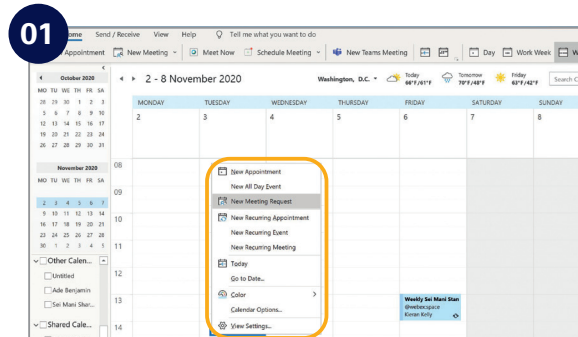 01
ome Send / Receive View Help Tell me what you want to do
Appointment New Meeting Meet Now Schedule Meeting New Teams Meeting Day Work Week W
October 2020
MO TU WE TH FR SA
28 29 30 1 2 3
5 6 7 8 9 10
12 13 14 15 16 17
19 20 21 22 23 24
26 27 28 29 30 31
November 2020
MO TU WE TH FR SA
2 3 4 5 6 7
9 10 11 12 13 14
16 17 18 19 20 21
23 24 25 26 27 28
30 1 2 3 4 5
Other Calen...
Untitled
Ade Benjamin
Sei Mani Shar...
Shared Cale...
2 - 8 November 2020 Washington, D.C. Today 66°F/61°F Tomorrow 70°F/48°F Friday 63°F/42°F Search C
MONDAY TUESDAY WEDNESDAY THURSDAY FRIDAY SATURDAY SUNDAY
2 3 4 5 6 7 8
08
09
10
11
12
13
14
New Appointment
New All Day Event
New Meeting Request
New Recurring Appointment
New Recurring Event
New Recurring Meeting
Today
Go to Date...
Color
Calendar Options...
View Settings...
Weekly Sei Mani Stan
@webexspace
Kieran Kelly